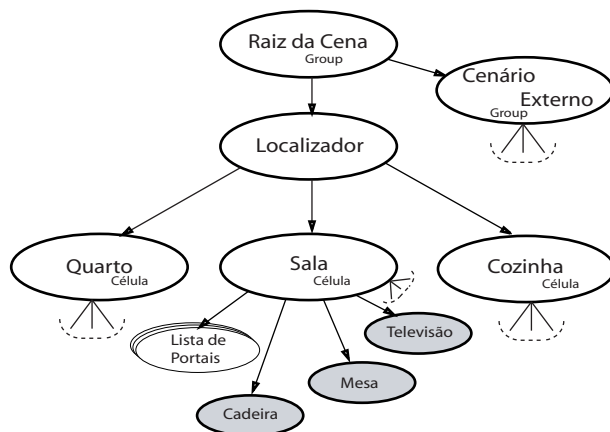 Raiz da Cena
Group
Cenário
Externo
Group
Localizador
Quarto
Célula
Sala
Célula
Cozinha
Célula
Lista de
Portais
Televisão
Mesa
Cadeira